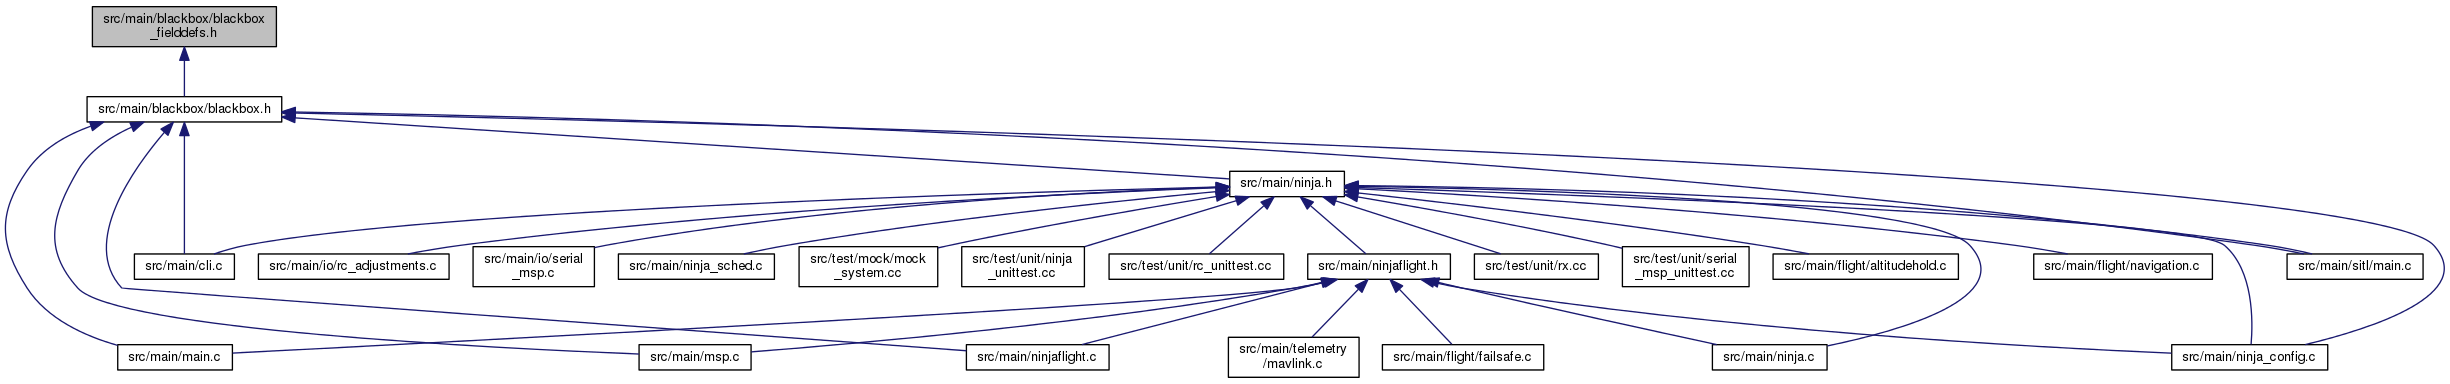 src/main/blackbox/blackbox
_fielddefs.h
src/main/blackbox/blackbox.h
src/main/ninja.h
src/main/cli.c
src/main/io/rc_adjustments.c
src/main/io/serial
_msp.c
src/main/ninja_sched.c
src/test/mock/mock
_system.cc
src/test/unit/ninja
_unittest.cc
src/test/unit/rc_unittest.cc
src/main/ninjaflight.h
src/test/unit/rx.cc
src/test/unit/serial
_msp_unittest.cc
src/main/flight/altitudehold.c
src/main/flight/navigation.c
src/main/sitl/main.c
src/main/main.c
src/main/msp.c
src/main/ninjaflight.c
src/main/telemetry
/mavlink.c
src/main/flight/failsafe.c
src/main/ninja.c
src/main/ninja_config.c